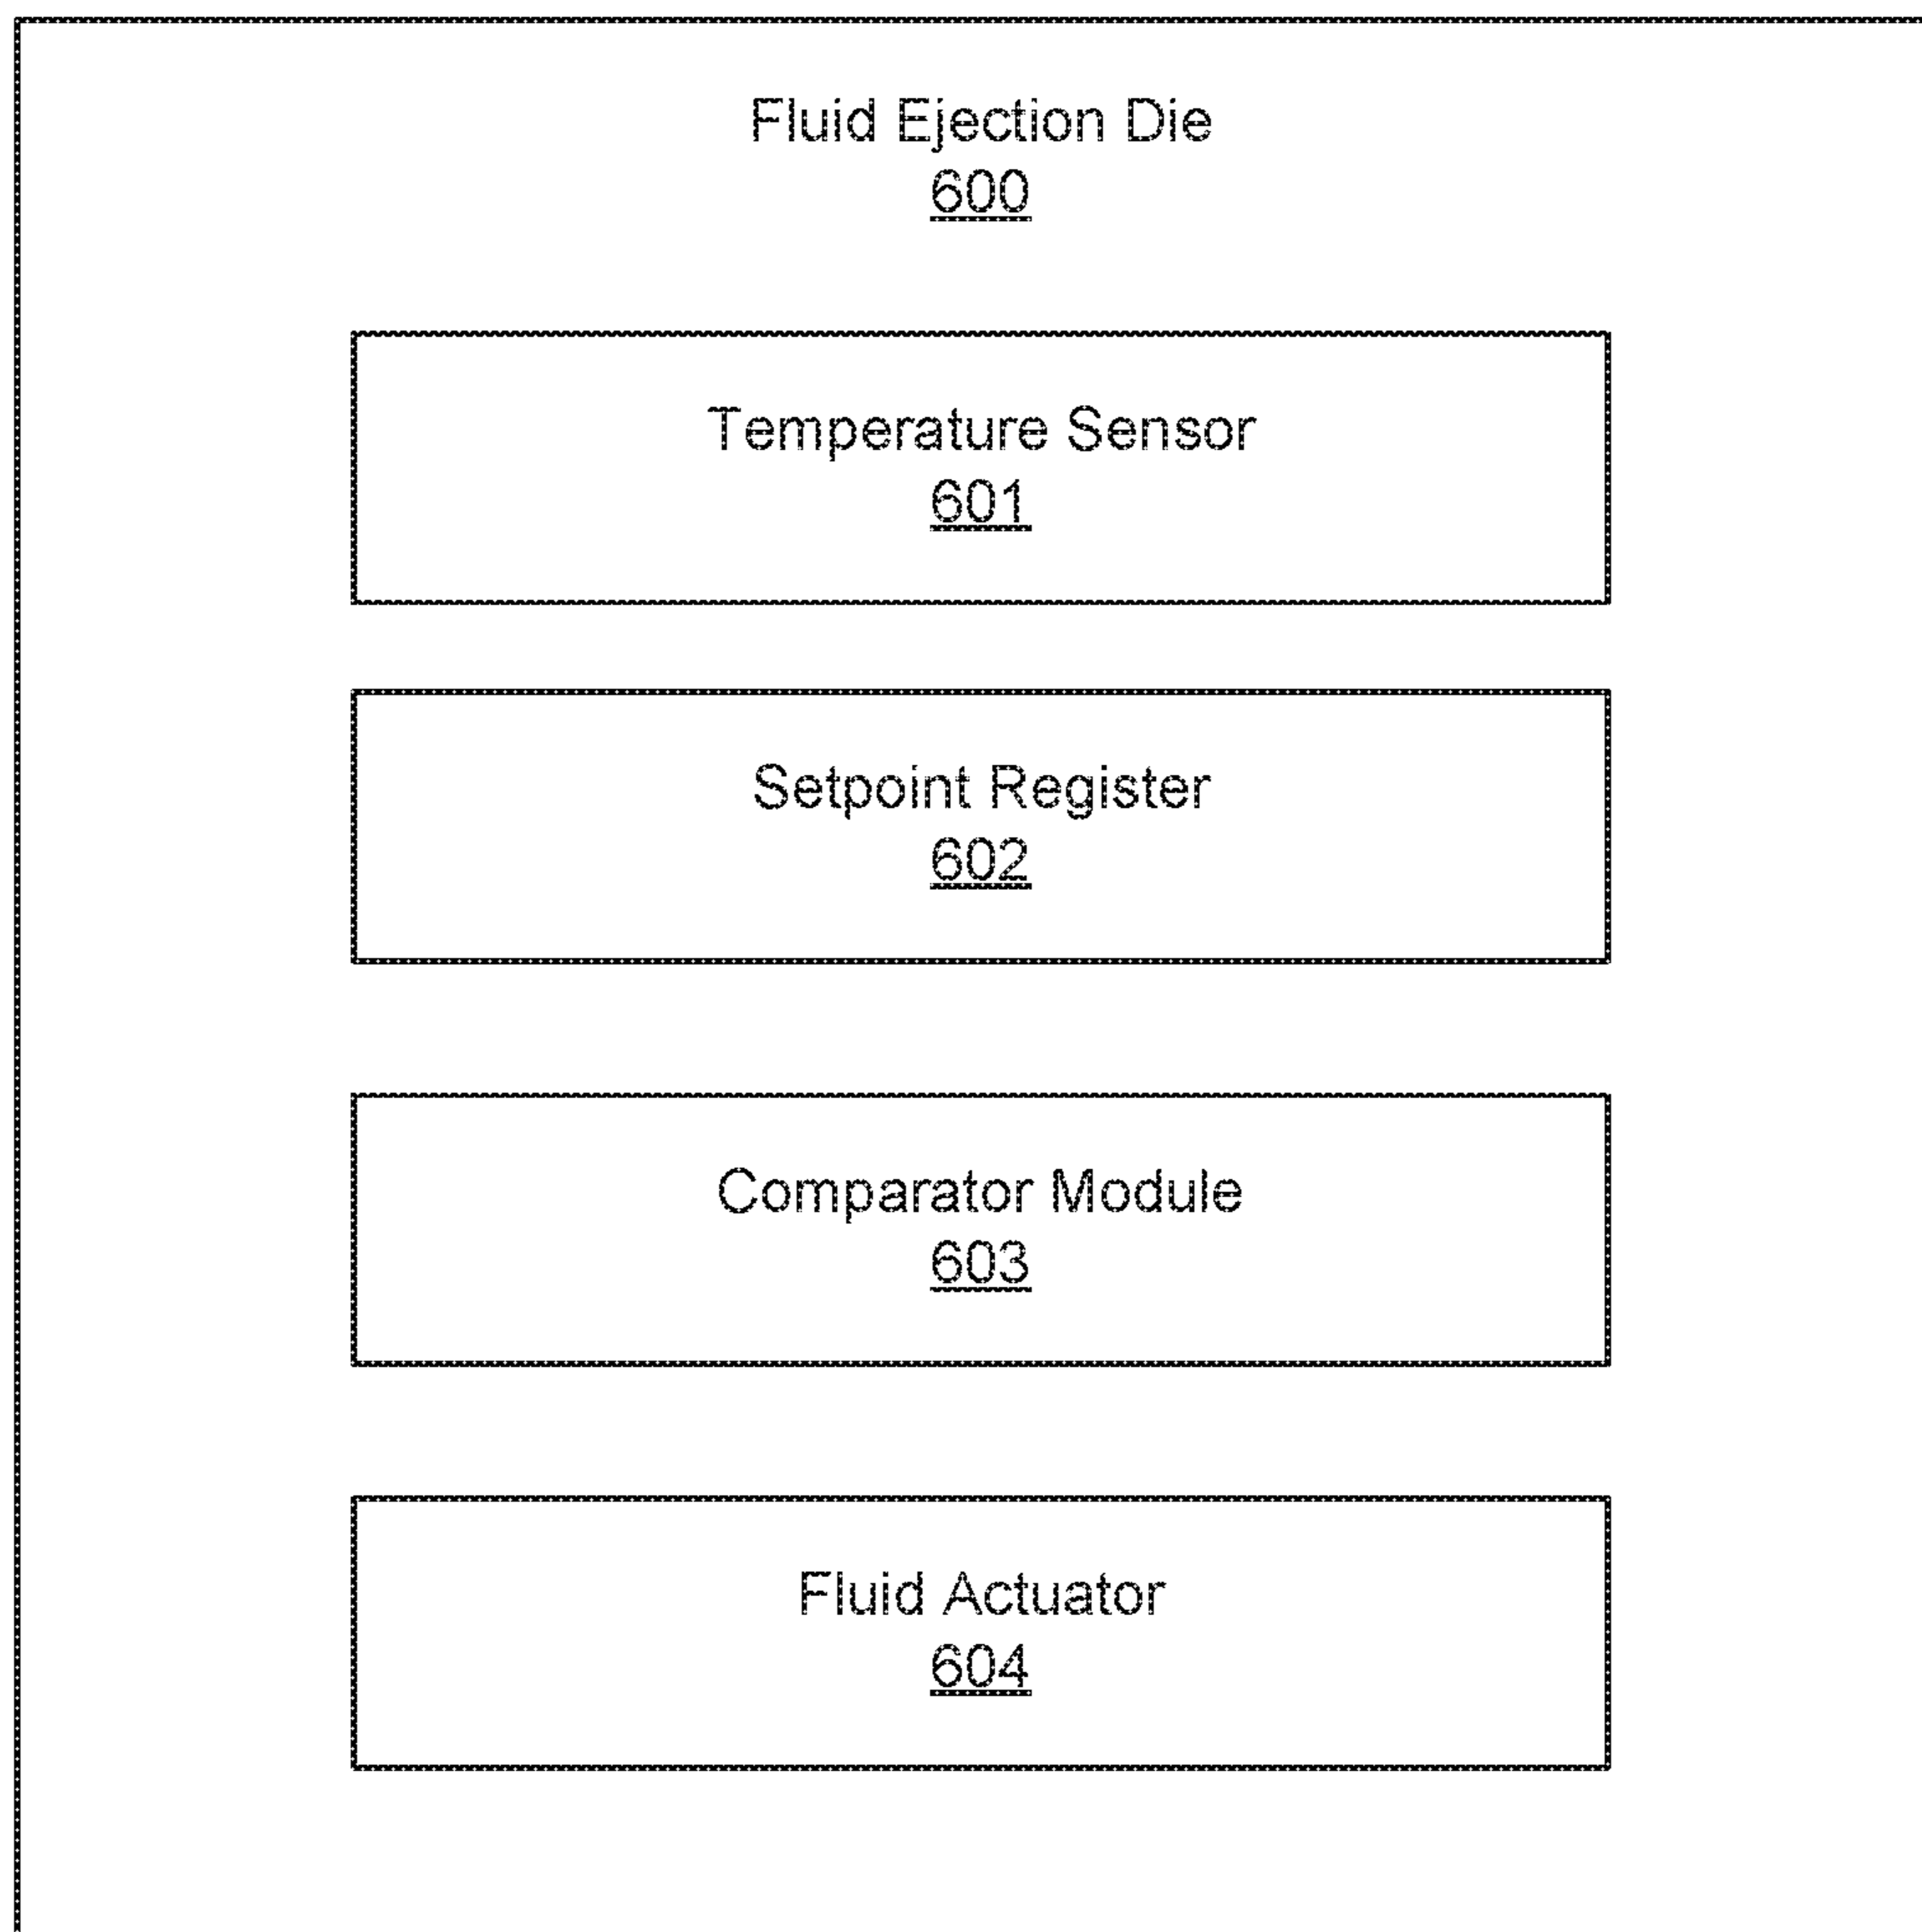 Fluid Ejection Die
600
Temperature Sensor
601
Setpoint Register
602
Comparator Module
603
Fluid Actuator
604